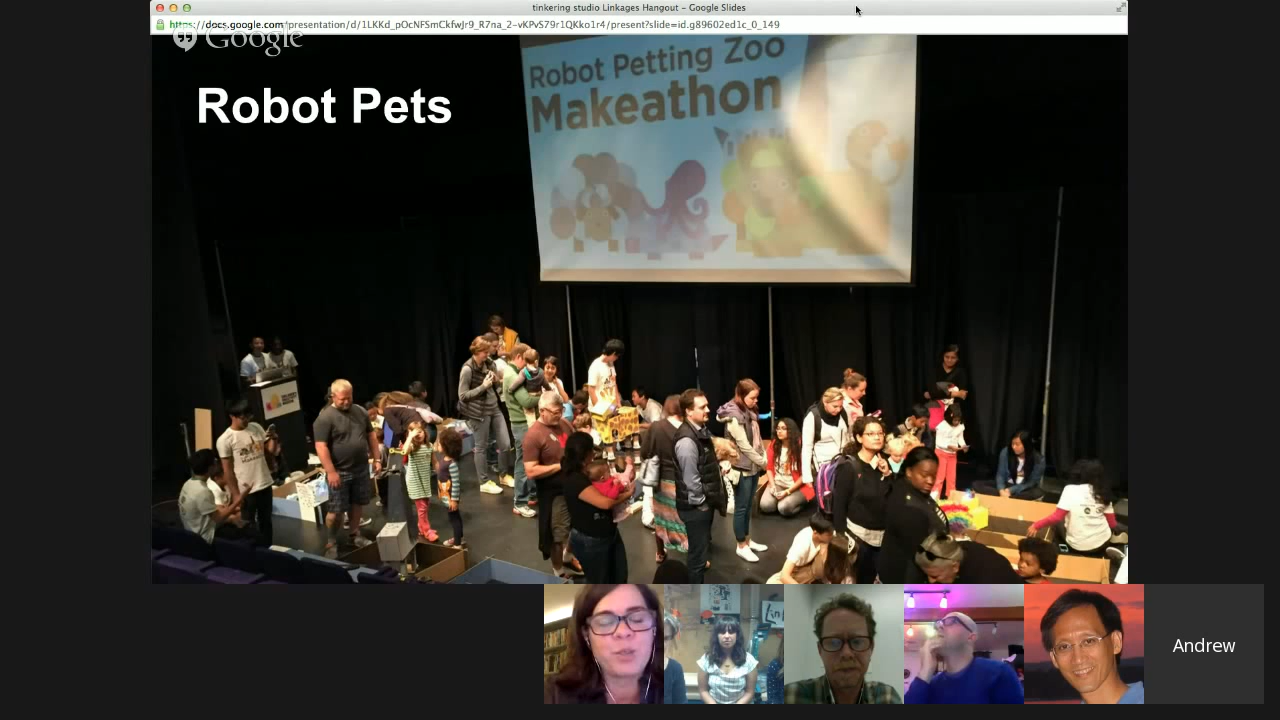 tinkering studio Linkages Hangout – Google Slides
https://docs.google.com/presentation/d/1LKKd_pOcNFSmCkfwJr9_R7na_2-vKPvS79r1QKko1r4/present?slide=id.g89602ed1c_0_149
Google
Robot Pets
Robot Petting Zoo
Makeathon
Andrew